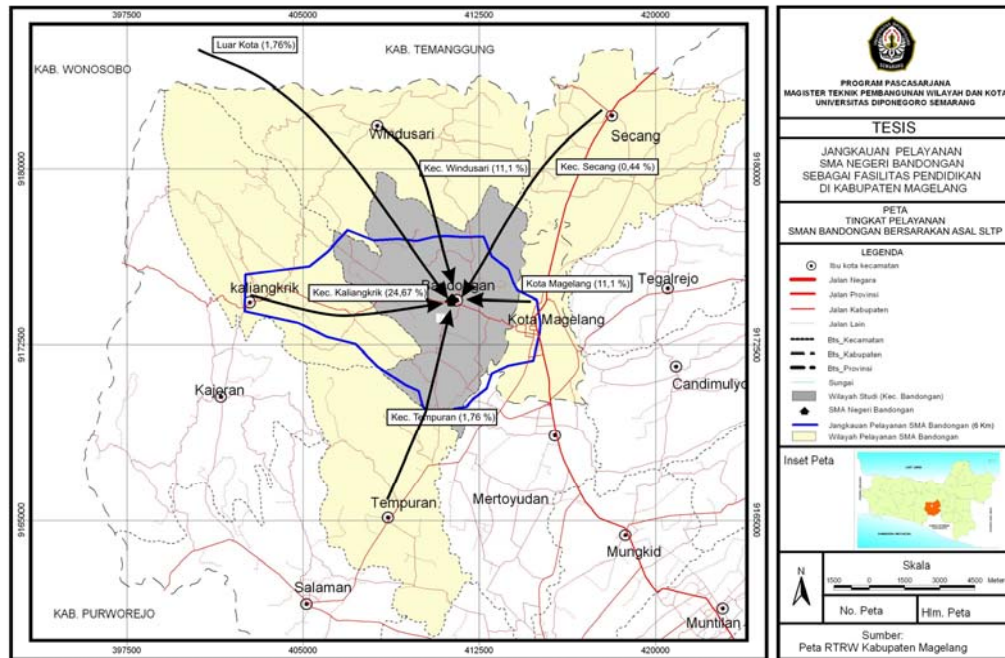 397500
405000
412500
420000
KAB. TEMANGGUNG
Luar Kota (1,76%)
KAB. WONOSOBO
Windusari
Secang
Kec. Windusari (11,1 %)
Kec. Secang (0,44 %)
9180000
9180000
kaliangkrik
Kec. Kaliangkrik (24,67 %)
Bandongan
Kota Magelang (11,1 %)
Tegalrejo
Kota Magelang
9172500
9172500
Kajoran
Candimulyo
Kec. Tempuran (1,76 %)
Tempuran
Mertoyudan
9165000
9165000
Mungkid
Salaman
KAB. PURWOREJO
Muntilan
397500
405000
412500
420000
PROGRAM PASCASARJANA
MAGISTER TEKNIK PEMBANGUNAN WILAYAH DAN KOTA
UNIVERSITAS DIPONEGORO SEMARANG
TESIS
JANGKAUAN PELAYANAN
SMA NEGERI BANDONGAN
SEBAGAI FASILITAS PENDIDIKAN
DI KABUPATEN MAGELANG
PETA
TINGKAT PELAYANAN
SMAN BANDONGAN BERSARAKAN ASAL SLTP
LEGENDA
Ibu kota kecamatan
Jalan Negara
Jalan Provinsi
Jalan Kabupaten
Jalan Lain
Bts_Kecamatan
Bts_Kabupaten
Bts_Provinsi
Sungai
Wilayah Studi (Kec. Bandongan)
SMA Negeri Bandongan
Jangkauan Pelayanan SMA Bandongan (6 Km)
Wilayah Pelayanan SMA Bandongan
Inset Peta
N
Skala
1500 0 1500 3000 4500 Meter
No. Peta
Hlm. Peta
Sumber:
Peta RTRW Kabupaten Magelang